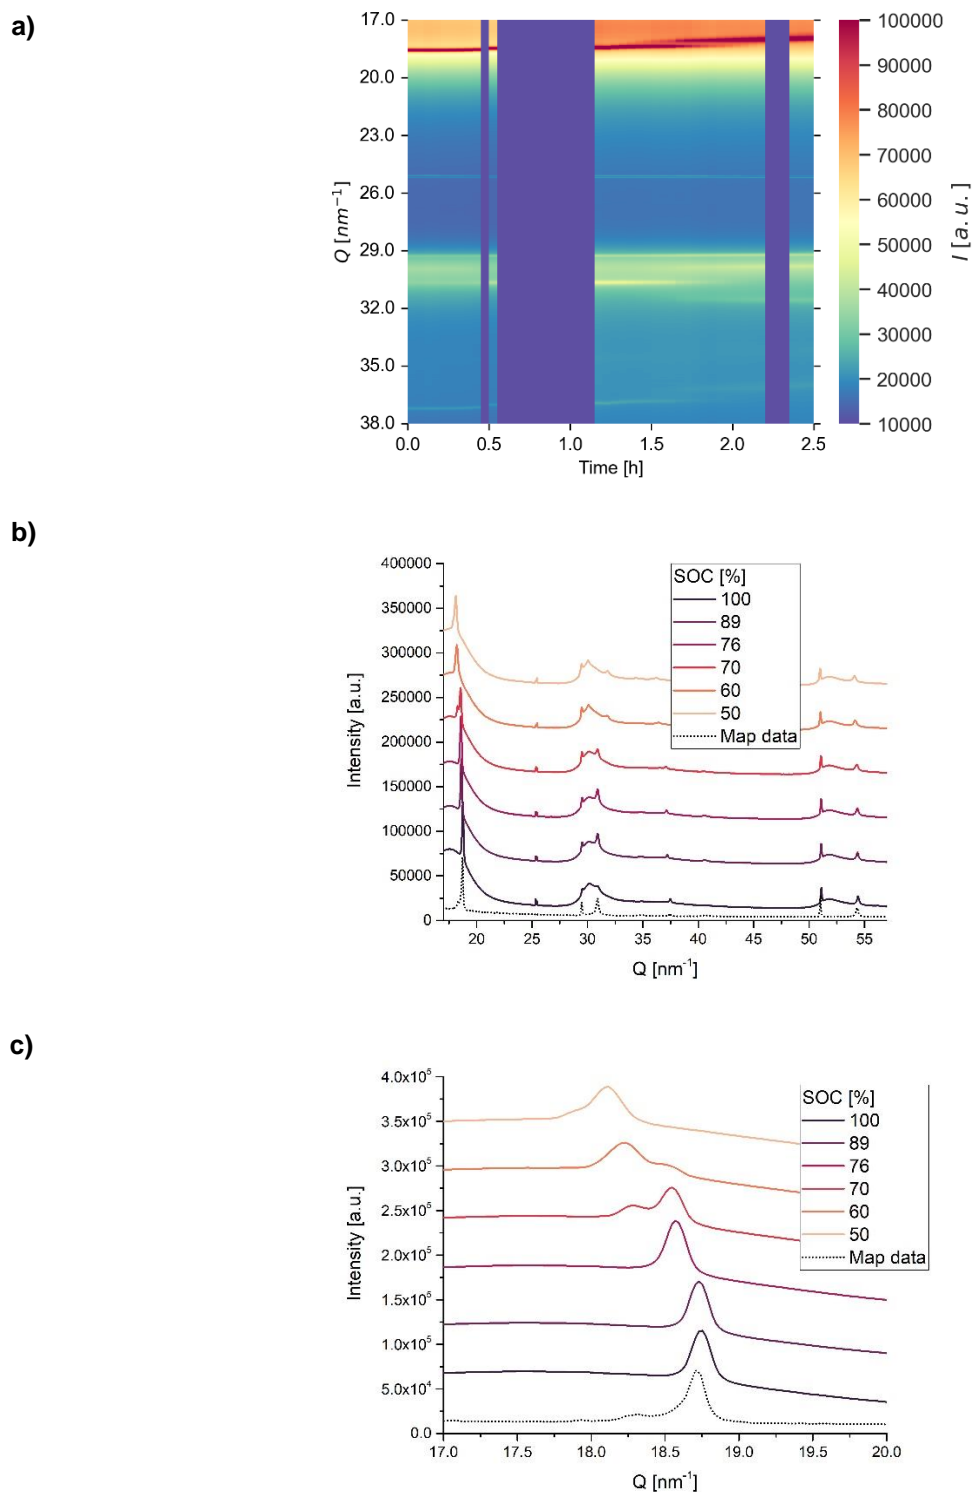 a)
17.0
20.0
23.0
26.0
29.0
32.0
35.0
38.0
Q [nm⁻¹]
0.0 0.5 1.0 1.5 2.0 2.5
Time [h]
100000
90000
80000
70000
60000
50000
40000
30000
20000
10000
I [a.u.]
b)
400000
350000
300000
250000
200000
150000
100000
50000
0
Intensity [a.u.]
SOC [%]
100
89
76
70
60
50
Map data
20 25 30 35 40 45 50 55
Q [nm⁻¹]
c)
4.0x10⁵
3.5x10⁵
3.0x10⁵
2.5x10⁵
2.0x10⁵
1.5x10⁵
1.0x10⁵
5.0x10⁴
0.0
Intensity [a.u.]
SOC [%]
100
89
76
70
60
50
Map data
17.0 17.5 18.0 18.5 19.0 19.5 20.0
Q [nm⁻¹]